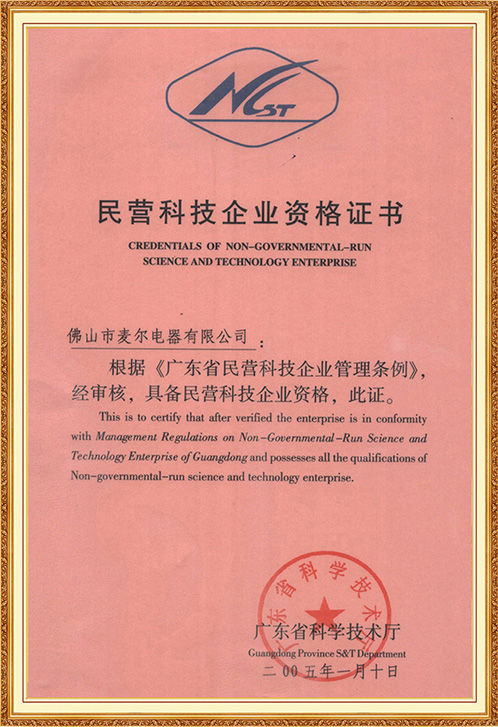 NCST
民营科技企业资格证书
CREDENTIALS OF NON-GOVERNMENTAL-RUN
SCIENCE AND TECHNOLOGY ENTERPRISE
佛山市麦尔电器有限公司：
根据《广东省民营科技企业管理条例》，
经审核，具备民营科技企业资格，此证。
This is to certify that after verified the enterprise is in conformity
with Management Regulations on Non-Governmental-Run Science and
Technology Enterprise of Guangdong and possesses all the qualifications of
Non-governmental-run science and technology enterprise.
广东省科学技术厅
广东省科学技术厅
Guangdong Province S&T Department
二00五年一月十日